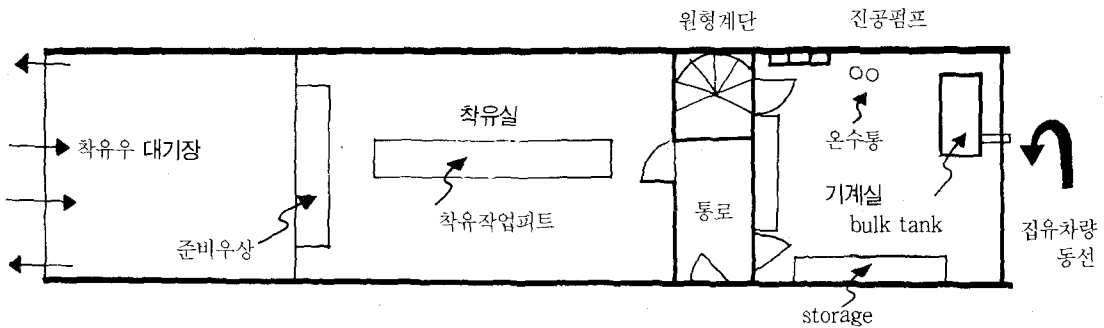 원형계단
진공펌프
착유우 대기장
착유실
온수통
준비우상
착유작업피트
통로
기계실
bulk tank
집유차량
동선
storage